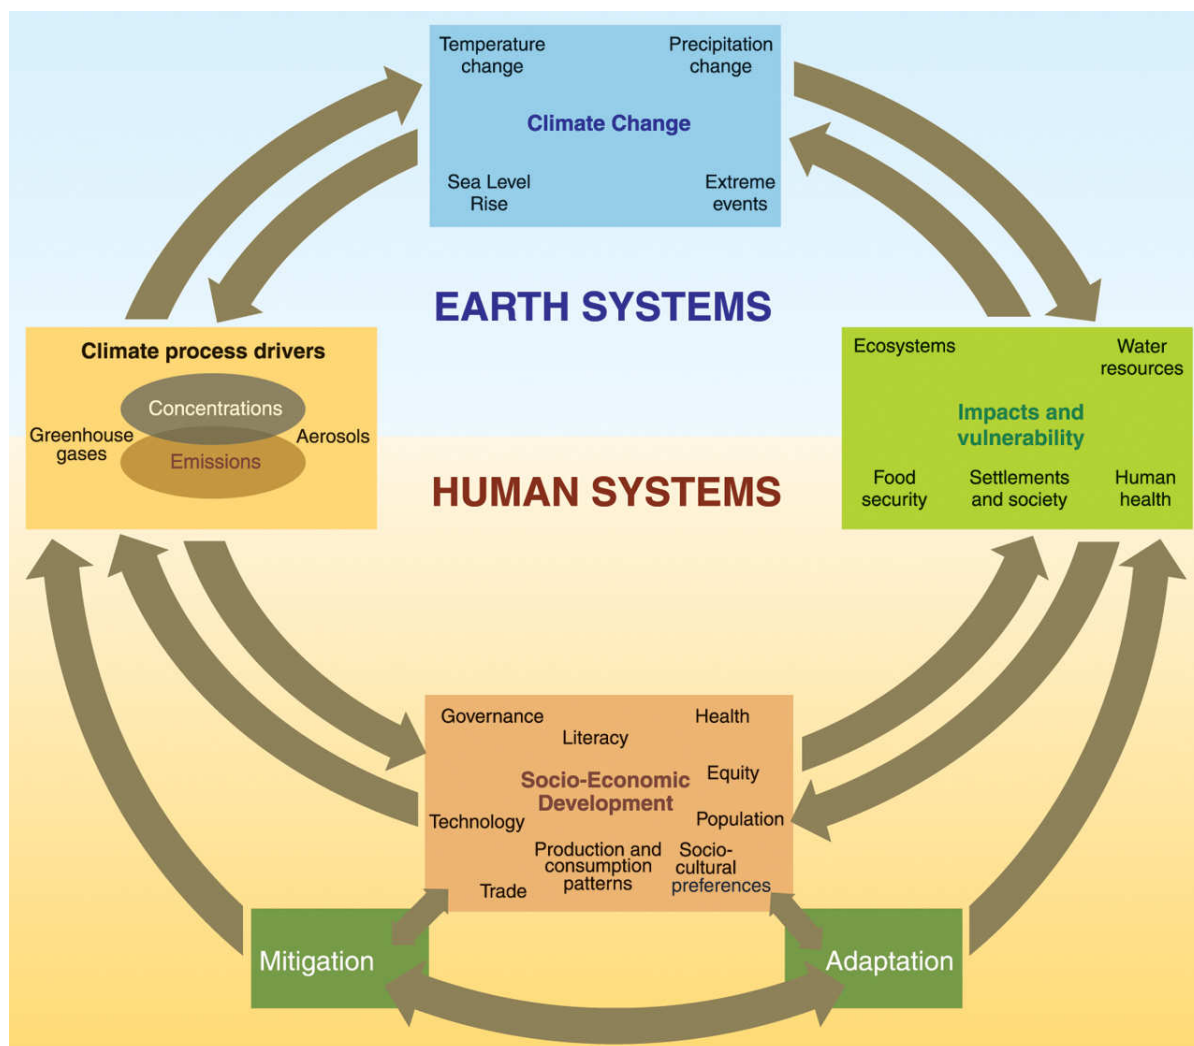 Temperature
change
Precipitation
change
Climate Change
Sea Level
Rise
Extreme
events
EARTH SYSTEMS
Climate process drivers
Concentrations
Greenhouse
gases
Aerosols
Emissions
Ecosystems
Water
resources
Impacts and
vulnerability
Food
security
Settlements
and society
Human
health
HUMAN SYSTEMS
Governance
Literacy
Health
Socio-Economic
Development
Equity
Technology
Population
Production and
consumption
patterns
Socio-
cultural
preferences
Trade
Mitigation
Adaptation